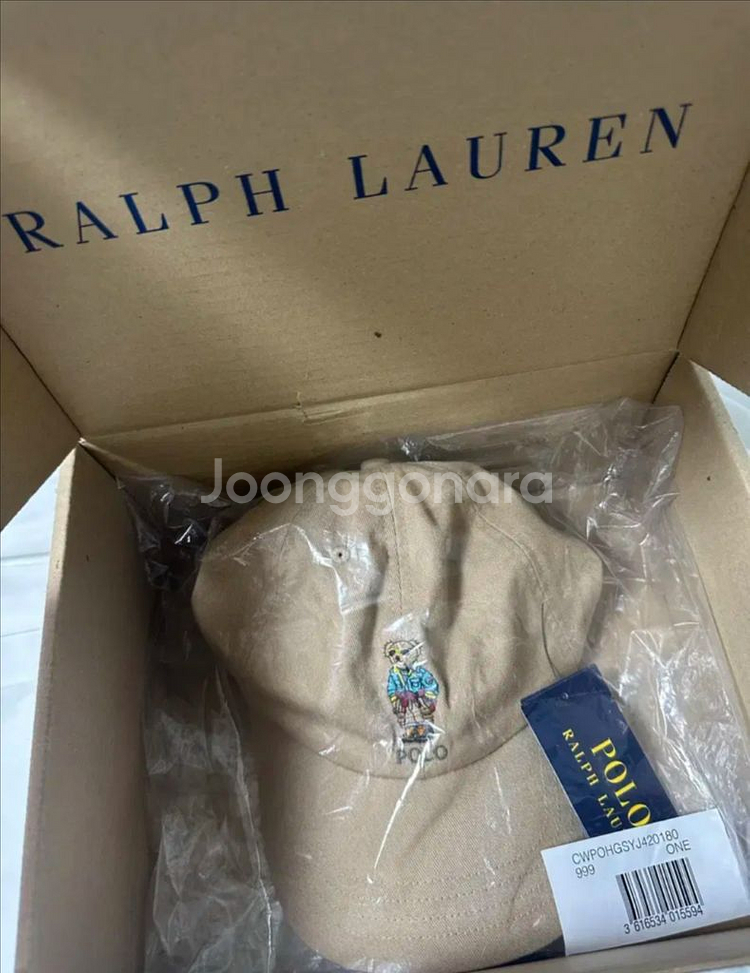 RALPH LAUREN
Joonggonara
POLO
POLO
RALPH LAU
CWPOHGSYJ420180
999 ONE
3 616534 015594